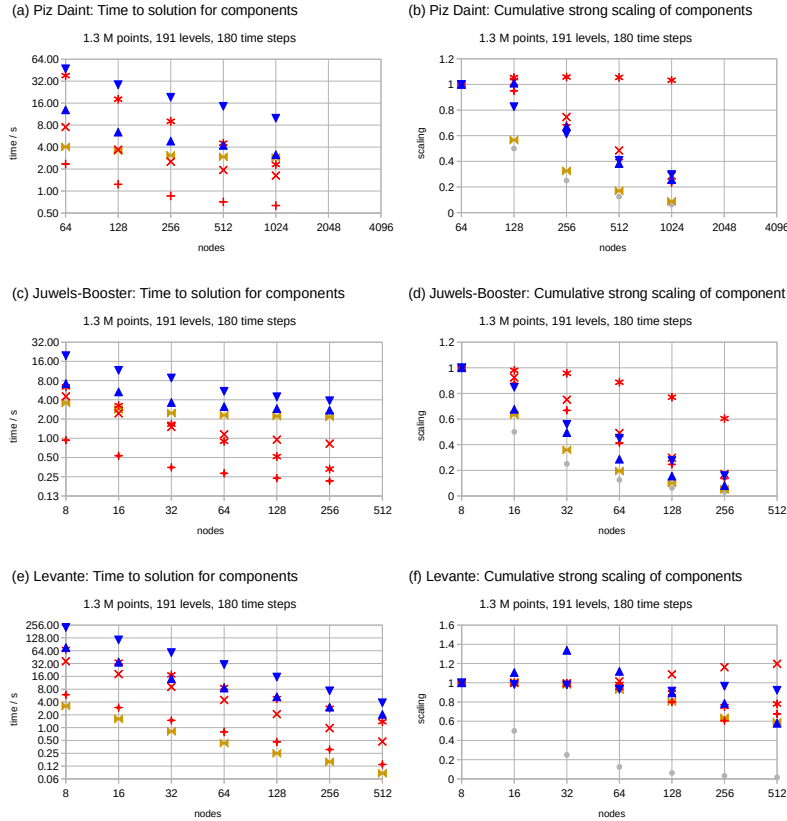 (a) Piz Daint: Time to solution for components
1.3 M points, 191 levels, 180 time steps
64.00
32.00
16.00
8.00
4.00
2.00
1.00
0.50
time / s
64 128 256 512 1024 2048 4096
nodes
(b) Piz Daint: Cumulative strong scaling of components
1.3 M points, 191 levels, 180 time steps
1.2
1
0.8
0.6
0.4
0.2
0
scaling
64 128 256 512 1024 2048 4096
nodes
(c) Juwels-Booster: Time to solution for components
1.3 M points, 191 levels, 180 time steps
32.00
16.00
8.00
4.00
2.00
1.00
0.50
0.25
0.13
time / s
8 16 32 64 128 256 512
nodes
(d) Juwels-Booster: Cumulative strong scaling of component
1.3 M points, 191 levels, 180 time steps
1.2
1
0.8
0.6
0.4
0.2
0
scaling
8 16 32 64 128 256 512
nodes
(e) Levante: Time to solution for components
1.3 M points, 191 levels, 180 time steps
256.00
128.00
64.00
32.00
16.00
8.00
4.00
2.00
1.00
0.50
0.25
0.13
0.06
time / s
8 16 32 64 128 256 512
nodes
(f) Levante: Cumulative strong scaling of components
1.3 M points, 191 levels, 180 time steps
1.6
1.4
1.2
1
0.8
0.6
0.4
0.2
0
scaling
8 16 32 64 128 256 512
nodes